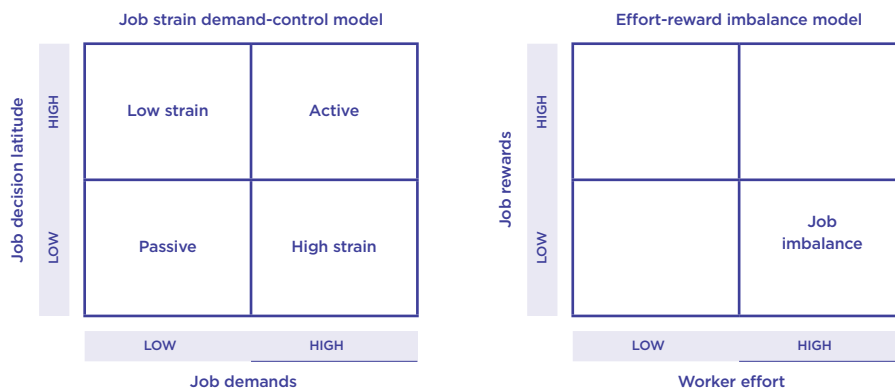 Job strain demand-control model
Job decision latitude
HIGH
LOW
Low strain
Active
Passive
High strain
LOW
HIGH
Job demands
Effort-reward imbalance model
Job rewards
HIGH
LOW
Job
imbalance
LOW
HIGH
Worker effort